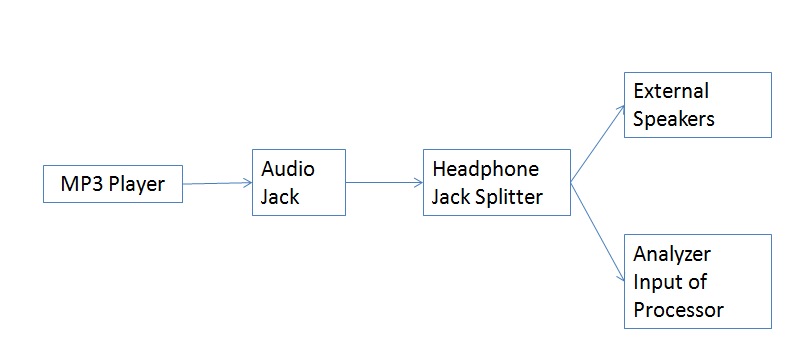 MP3 Player
Audio
Jack
Headphone
Jack Splitter
External
Speakers
Analyzer
Input of
Processor